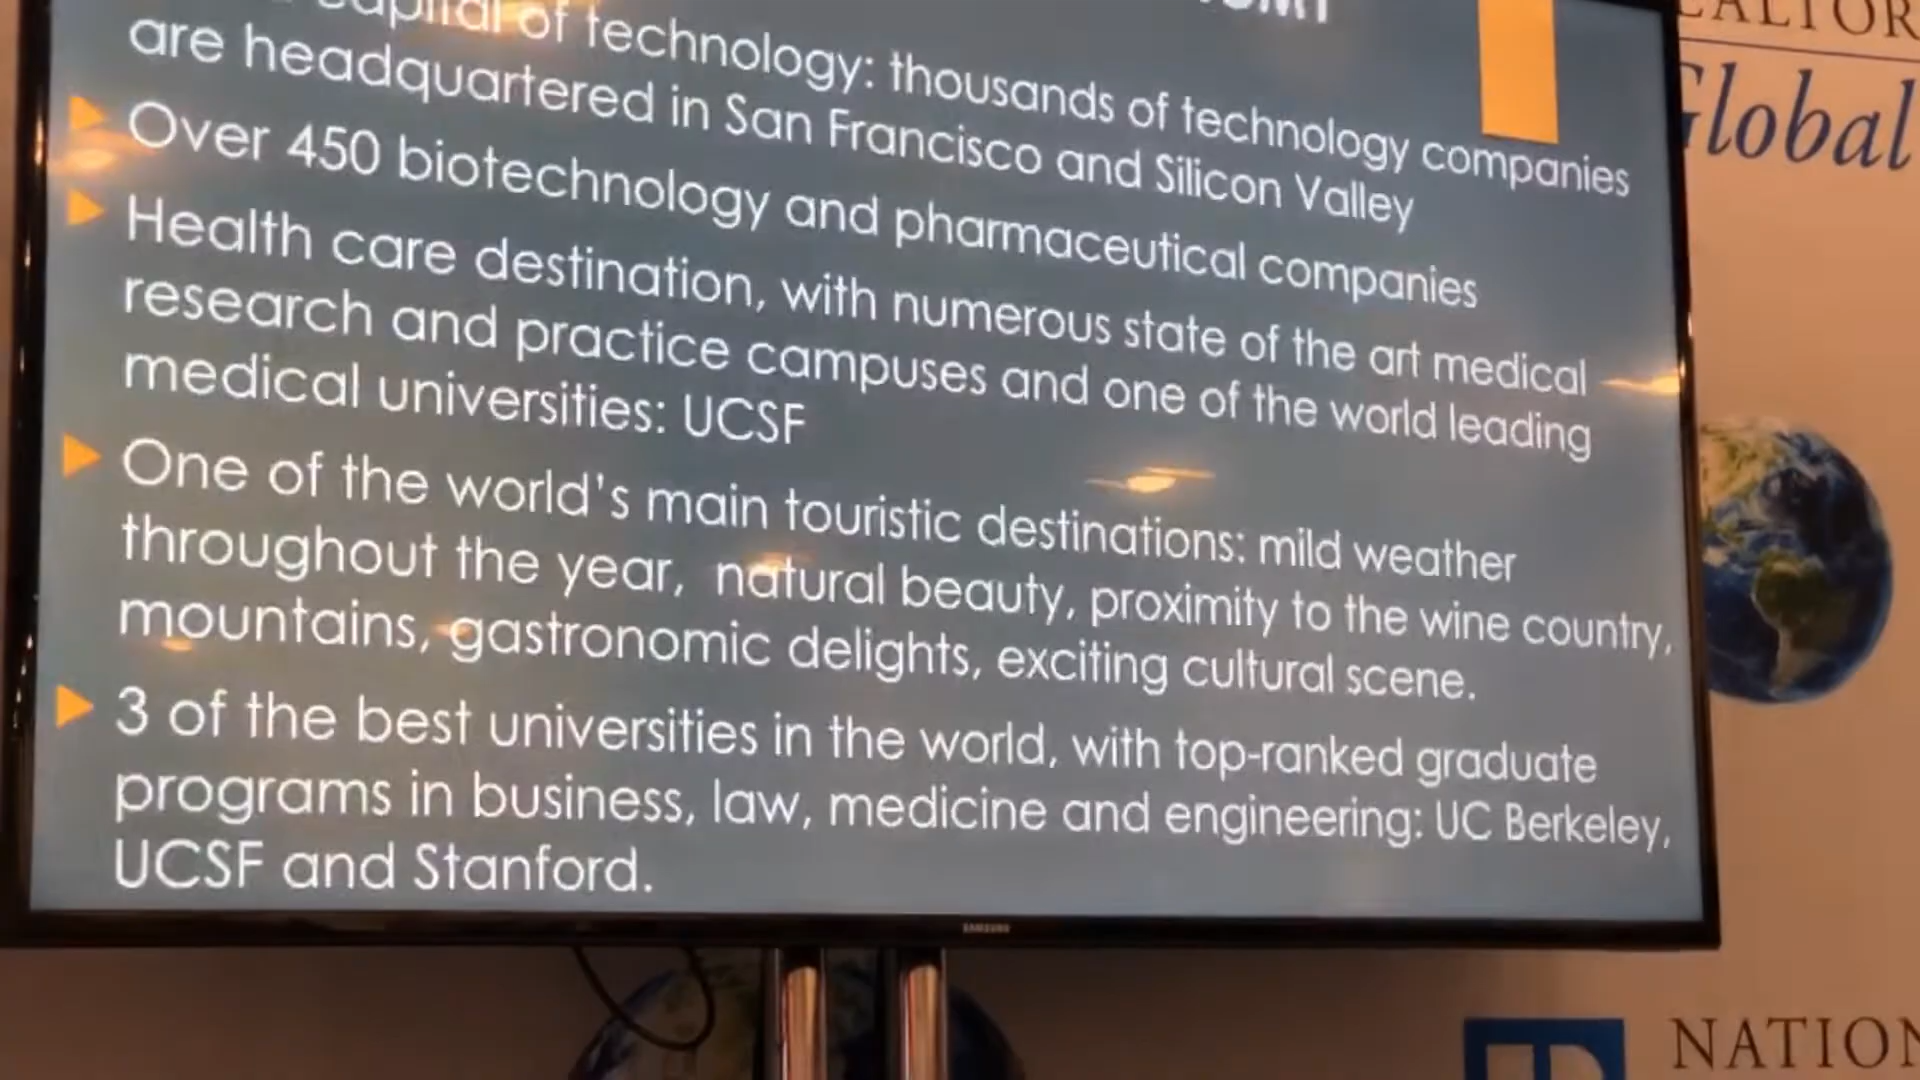 capital of technology: thousands of technology companies
are headquartered in San Francisco and Silicon Valley
Over 450 biotechnology and pharmaceutical companies
Health care destination, with numerous state of the art medical
research and practice campuses and one of the world leading
medical universities: UCSF
One of the world's main touristic destinations: mild weather
throughout the year, natural beauty, proximity to the wine country,
mountains, gastronomic delights, exciting cultural scene.
3 of the best universities in the world, with top-ranked graduate
programs in business, law, medicine and engineering: UC Berkeley,
UCSF and Stanford.
SAMSUNG
EALTOR
Global
NATION